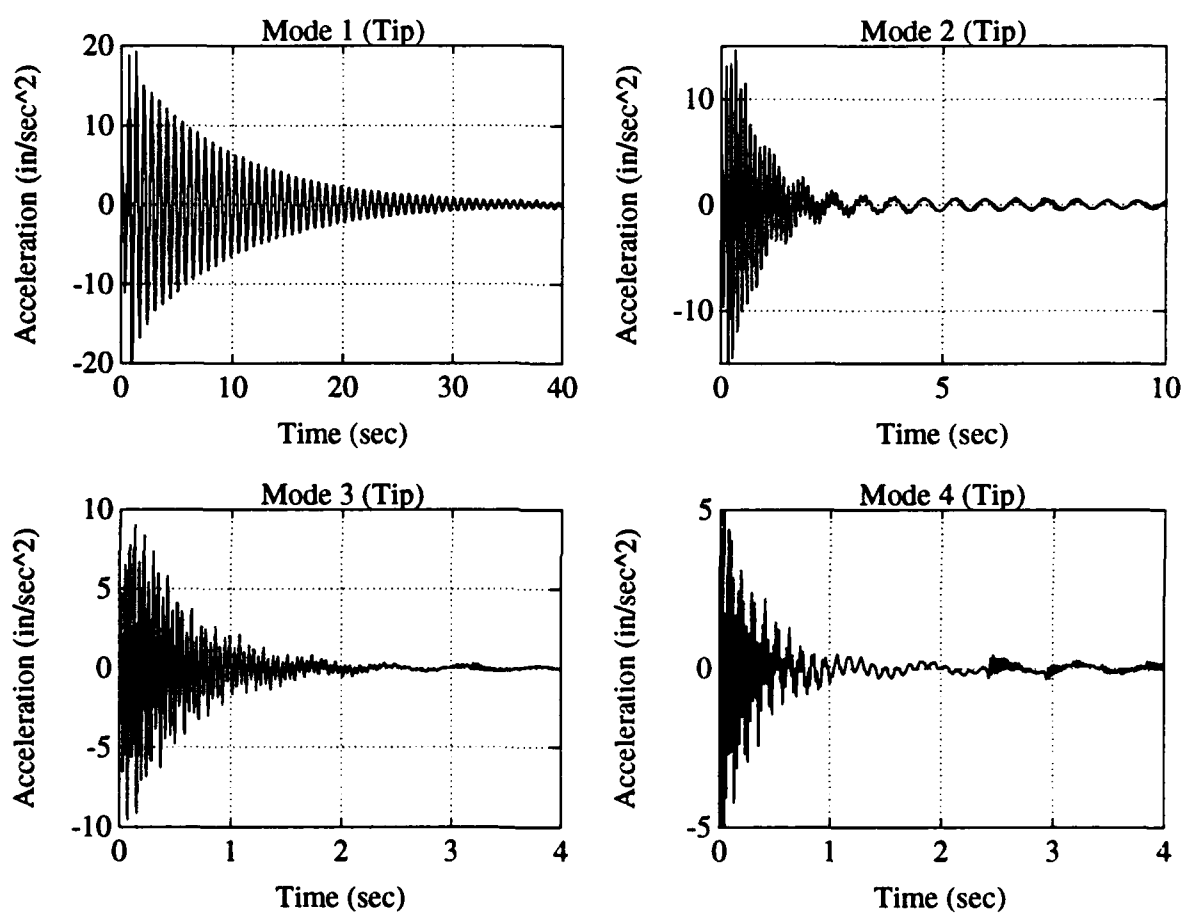 Mode 1 (Tip)
Acceleration (in/sec^2)
20
10
0
-10
-20
0 10 20 30 40
Time (sec)
Mode 2 (Tip)
Acceleration (in/sec^2)
10
0
-10
0 5 10
Time (sec)
Mode 3 (Tip)
Acceleration (in/sec^2)
10
5
0
-5
-10
0 1 2 3 4
Time (sec)
Mode 4 (Tip)
Acceleration (in/sec^2)
5
0
-5
0 1 2 3 4
Time (sec)